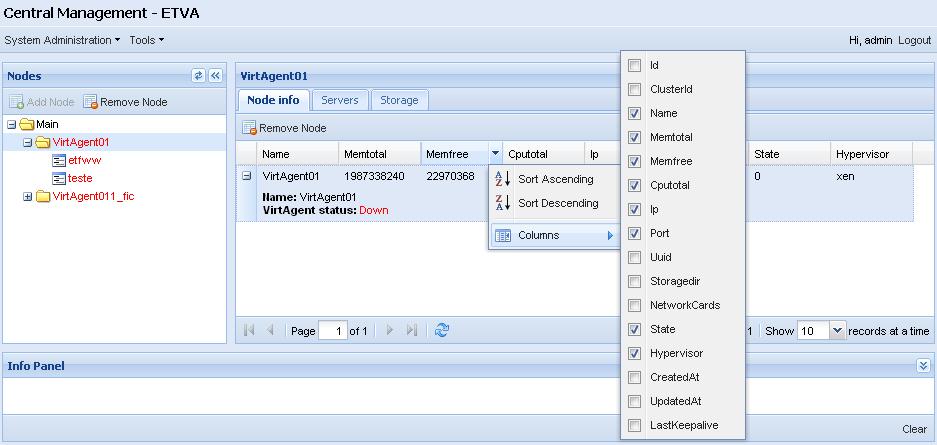 Central Management - ETVA
System Administration Tools Hi, admin Logout
Nodes
Add Node Remove Node
Main
VirtAgent01
etfww
teste
VirtAgent011_fic
VirtAgent01
Node info Servers Storage
Remove Node
Name Memtotal Memfree Cputotal Ip State Hypervisor
VirtAgent01 1987338240 22970368 0 xen
Name: VirtAgent01
VirtAgent status: Down
Sort Ascending
Sort Descending
Columns
Id
ClusterId
Name
Memtotal
Memfree
Cputotal
Ip
Port
Uuid
Storagedir
NetworkCards
State
Hypervisor
CreatedAt
UpdatedAt
LastKeepalive
Page 1 of 1 1 Show 10 records at a time
Info Panel
Clear